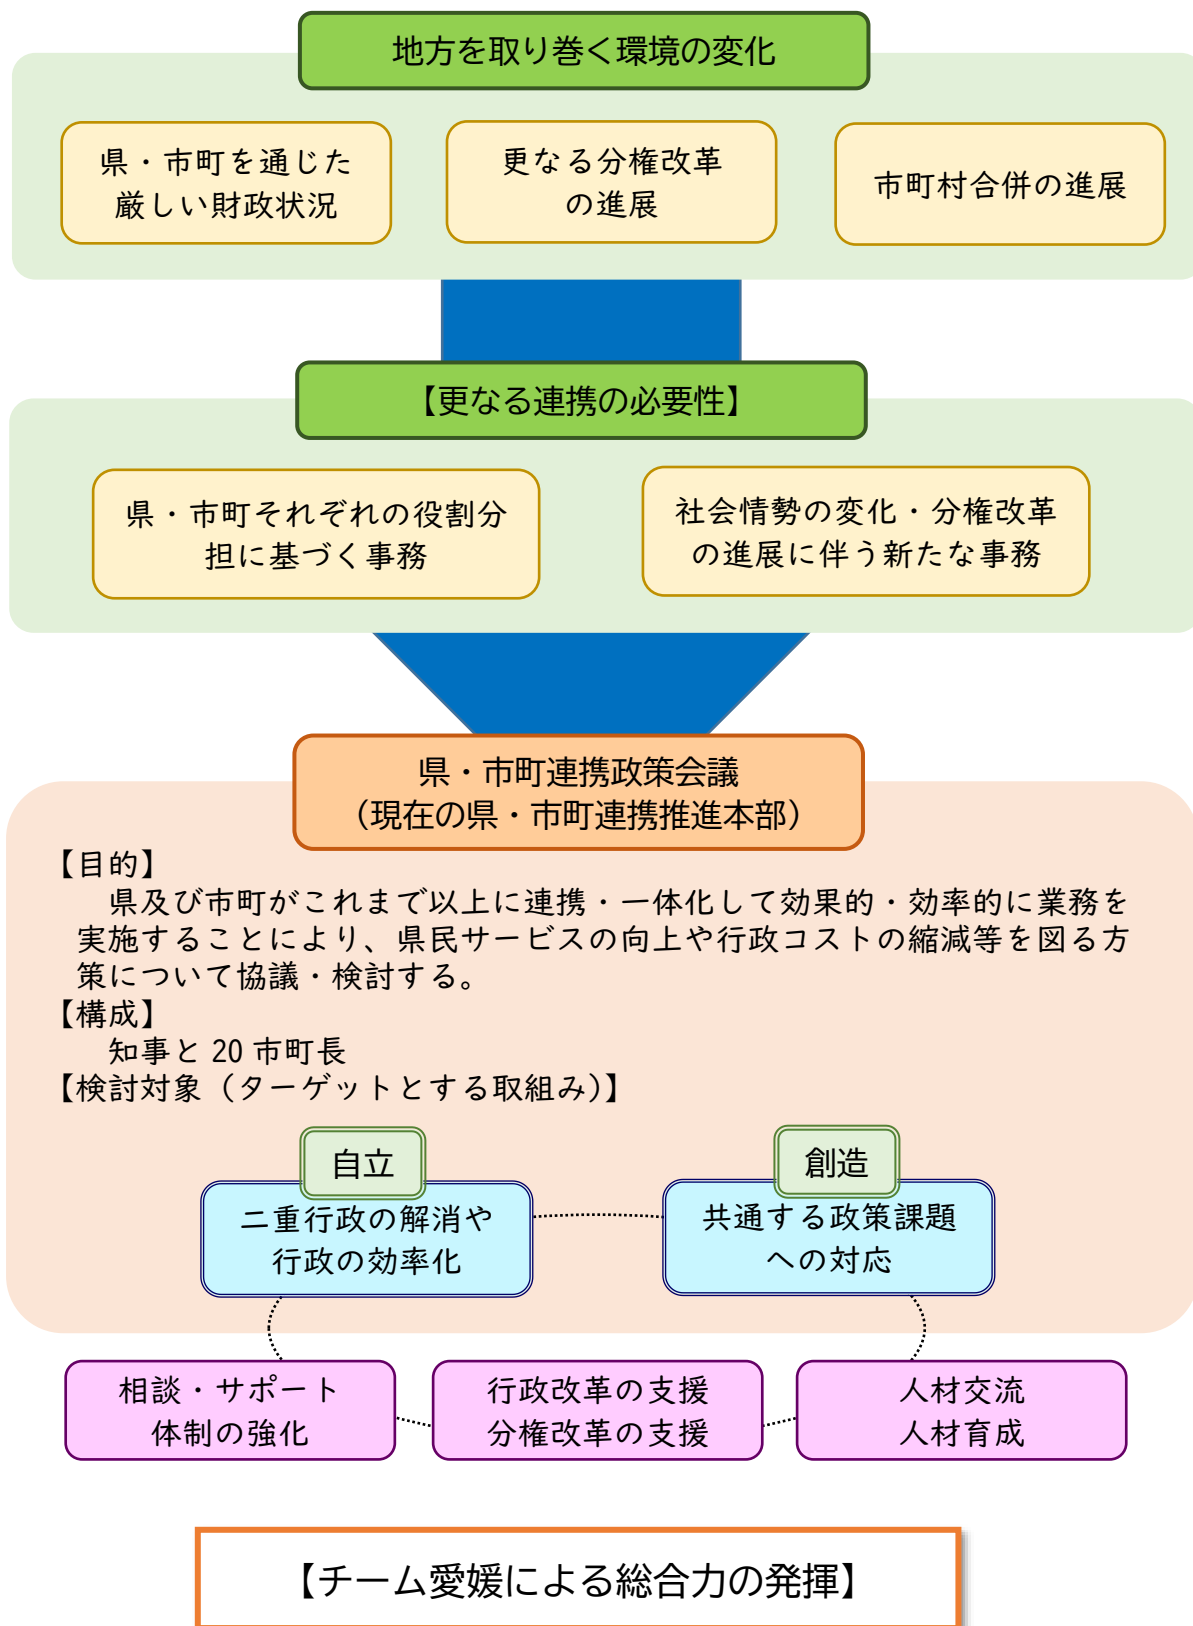 地方を取り巻く環境の変化
県・市町を通じた
厳しい財政状況
更なる分権改革
の進展
市町村合併の進展
【更なる連携の必要性】
県・市町それぞれの役割分
担に基づく事務
社会情勢の変化・分権改革
の進展に伴う新たな事務
県・市町連携政策会議
（現在の県・市町連携推進本部）
【目的】
県及び市町がこれまで以上に連携・一体化して効果的・効率的に業務を
実施することにより、県民サービスの向上や行政コストの縮減等を図る方
策について協議・検討する。
【構成】
知事と 20 市町長
【検討対象（ターゲットとする取組み）】
自立
二重行政の解消や
行政の効率化
創造
共通する政策課題
への対応
相談・サポート
体制の強化
行政改革の支援
分権改革の支援
人材交流
人材育成
【チーム愛媛による総合力の発揮】